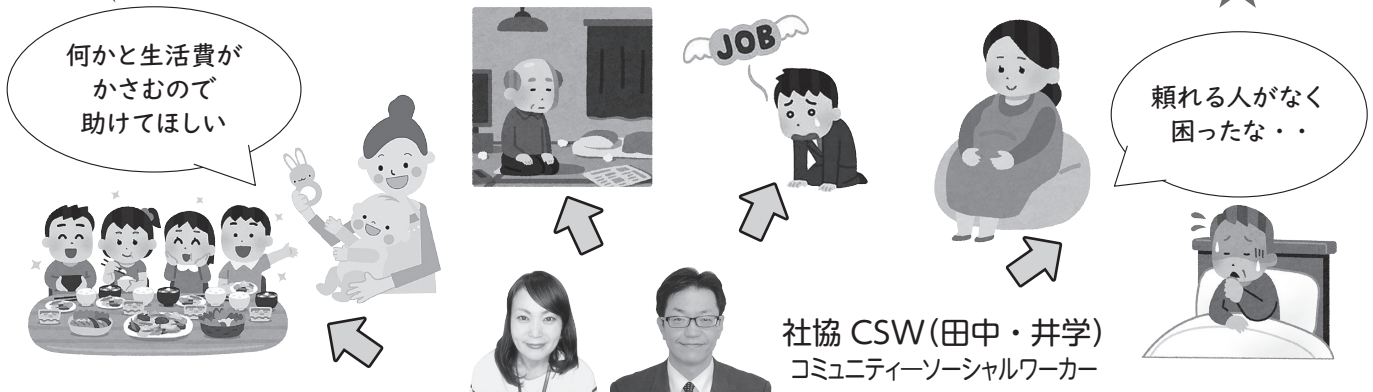 何かと生活費が
かさむので
助けてほしい
JOB
頼れる人がなく
困ったな・・
社協 CSW(田中・井学)
コミュニティーソーシャルワーカー